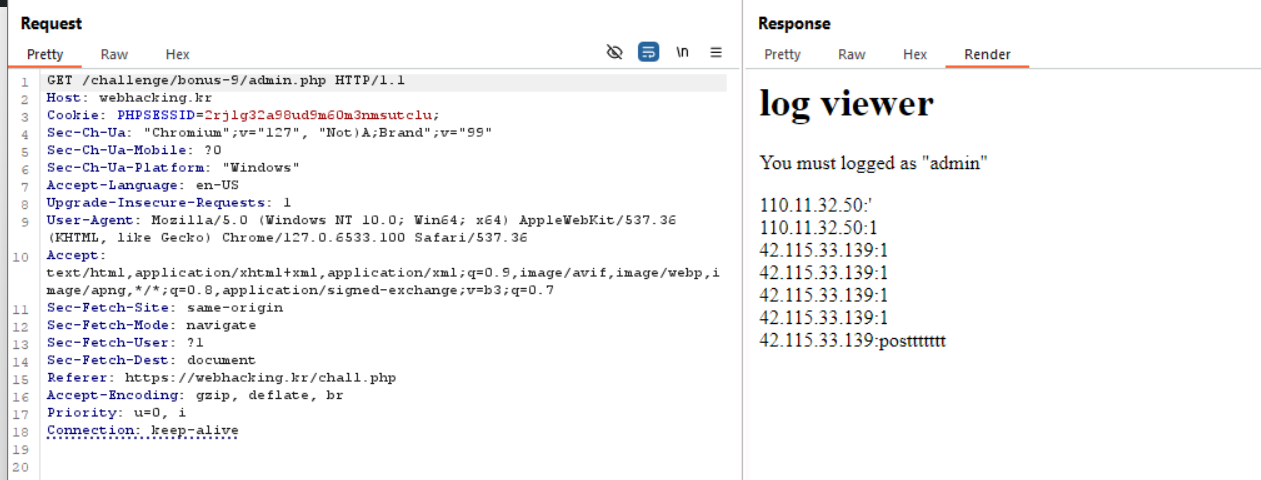 Request
Pretty Raw Hex
\n
1 GET /challenge/bonus-9/admin.php HTTP/1.1
2 Host: webhacking.kr
3 Cookie: PHPSESSID=2rjlg32a98ud9m60m3nmsutclu;
4 Sec-Ch-Ua: "Chromium";v="127", "Not)A;Brand";v="99"
5 Sec-Ch-Ua-Mobile: ?0
6 Sec-Ch-Ua-Platform: "Windows"
7 Accept-Language: en-US
8 Upgrade-Insecure-Requests: 1
9 User-Agent: Mozilla/5.0 (Windows NT 10.0; Win64; x64) AppleWebKit/537.36
(KHTML, like Gecko) Chrome/127.0.6533.100 Safari/537.36
10 Accept:
text/html,application/xhtml+xml,application/xml;q=0.9,image/avif,image/webp,i
mage/apng,*/*;q=0.8,application/signed-exchange;v=b3;q=0.7
11 Sec-Fetch-Site: same-origin
12 Sec-Fetch-Mode: navigate
13 Sec-Fetch-User: ?1
14 Sec-Fetch-Dest: document
15 Referer: https://webhacking.kr/chall.php
16 Accept-Encoding: gzip, deflate, br
17 Priority: u=0, i
18 Connection: keep-alive
19
20
Response
Pretty Raw Hex Render
log viewer
You must logged as "admin"
110.11.32.50:'
110.11.32.50:1
42.115.33.139:1
42.115.33.139:1
42.115.33.139:1
42.115.33.139:1
42.115.33.139:posttttttt